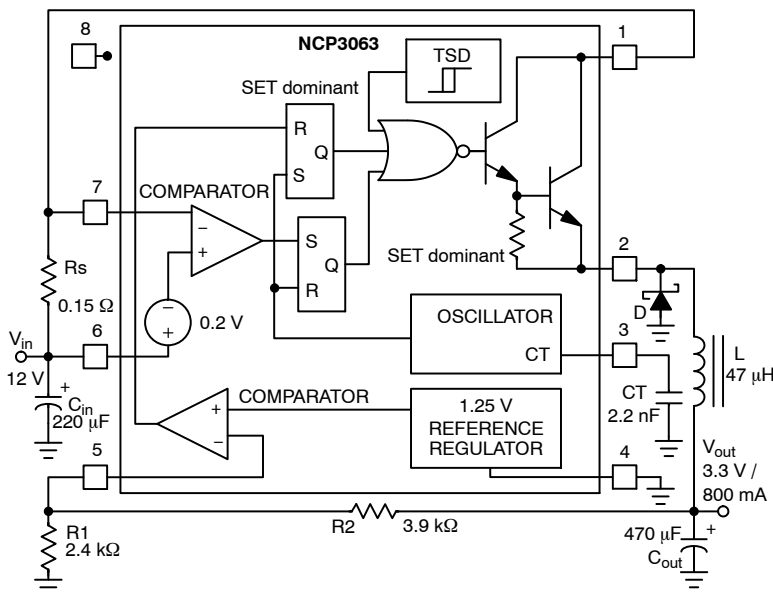 8
NCP3063
1
TSD
SET dominant
R
Q
S
7
COMPARATOR
−
+
S
Q
R
SET dominant
2
Rs
0.15 Ω
−
+
0.2 V
D
Vin
6
12 V
OSCILLATOR
CT
3
L
47 μH
+
Cin
220 μF
CT
2.2 nF
COMPARATOR
+
−
1.25 V
REFERENCE
REGULATOR
5
4
Vout
3.3 V /
800 mA
R1
2.4 kΩ
R2
3.9 kΩ
470 μF
+
Cout